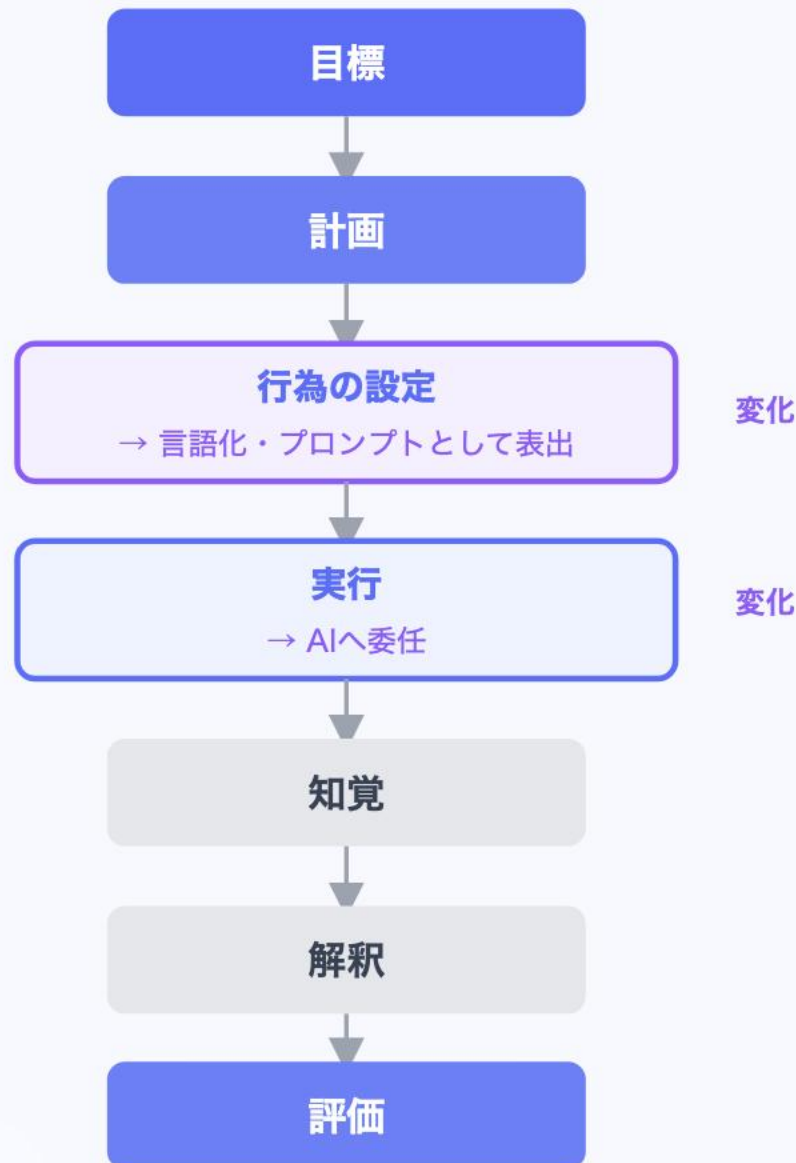 目標
計画
行為の設定
→ 言語化・プロンプトとして表出
変化
実行
→ AIへ委任
変化
知覚
解釈
評価